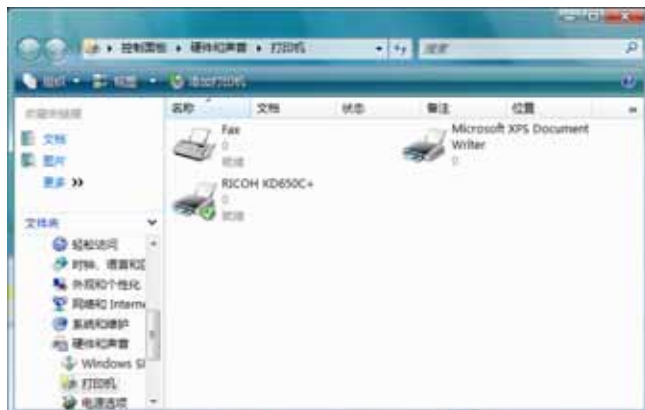 控制面板 ▸ 硬件和声音 ▸ 打印机
搜索
组织
视图
添加打印机
名称
文档
状态
备注
位置
»
收藏夹链接
文档
图片
更多 »
文件夹
轻松访问
时钟、语言和区
外观和个性化
网络和 Interne
系统和维护
硬件和声音
Windows Si
打印机
电源选项
Fax
0
就绪
Microsoft XPS Document
Writer
0
RICOH KD650C+
0
就绪